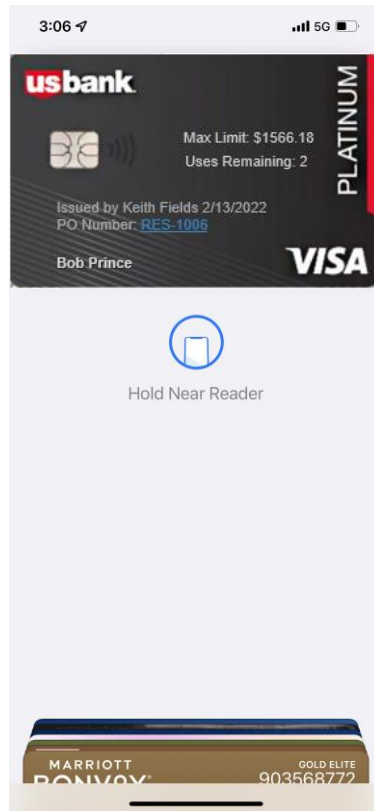 3:06 5G
usbank
PLATINUM
Max Limit: $1566.18
Uses Remaining: 2
Issued by Keith Fields 2/13/2022
PO Number: RES-1006
Bob Prince VISA
Hold Near Reader
MARRIOTT GOLD ELITE
BONVOY 903568772